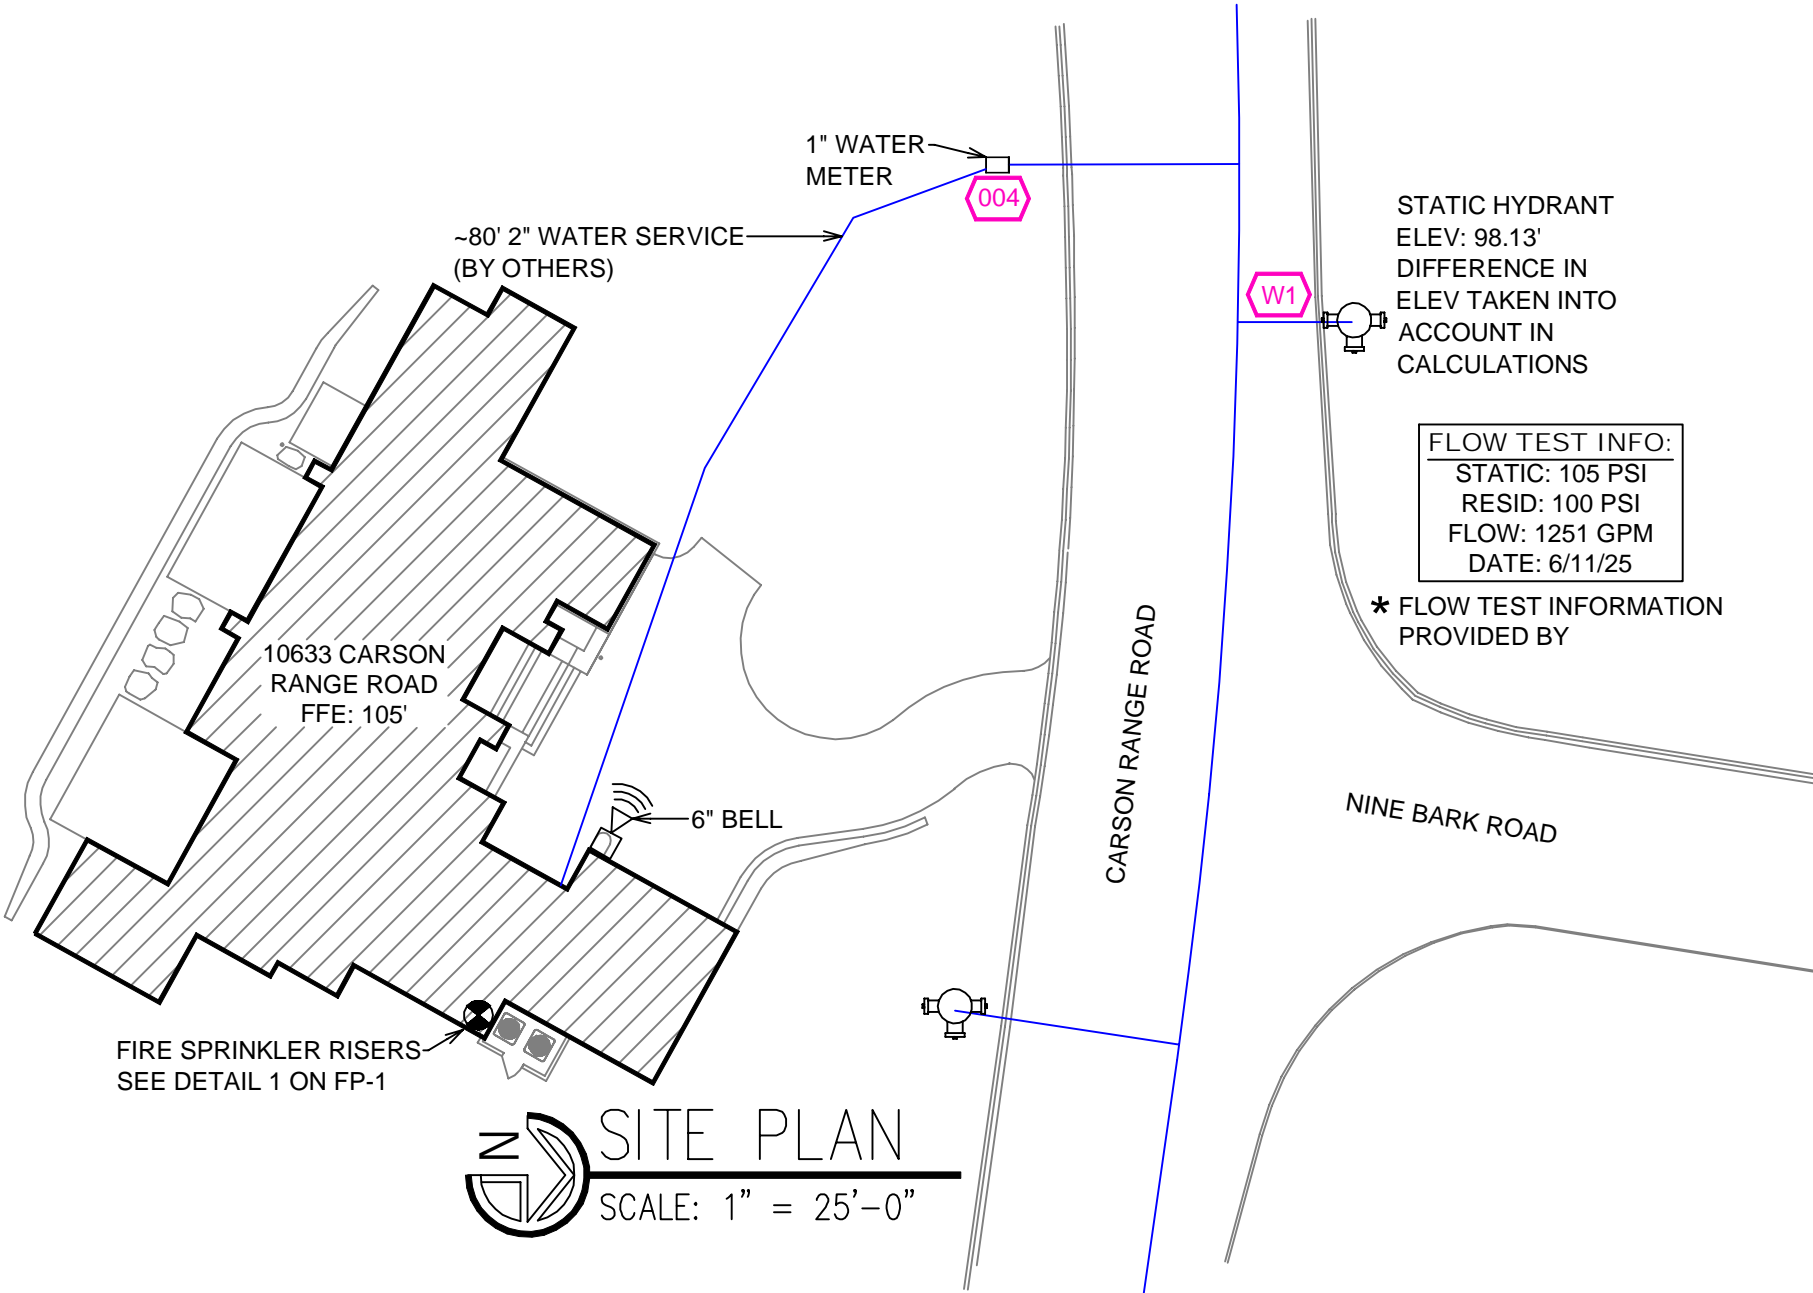 1" WATER
METER
004
~80' 2" WATER SERVICE
(BY OTHERS)
STATIC HYDRANT
ELEV: 98.13'
DIFFERENCE IN
ELEV TAKEN INTO
ACCOUNT IN
CALCULATIONS
W1
FLOW TEST INFO:
STATIC: 105 PSI
RESID: 100 PSI
FLOW: 1251 GPM
DATE: 6/11/25
* FLOW TEST INFORMATION
PROVIDED BY
10633 CARSON
RANGE ROAD
FFE: 105'
CARSON RANGE ROAD
NINE BARK ROAD
6" BELL
FIRE SPRINKLER RISERS
SEE DETAIL 1 ON FP-1
N
SITE PLAN
SCALE: 1" = 25'-0"